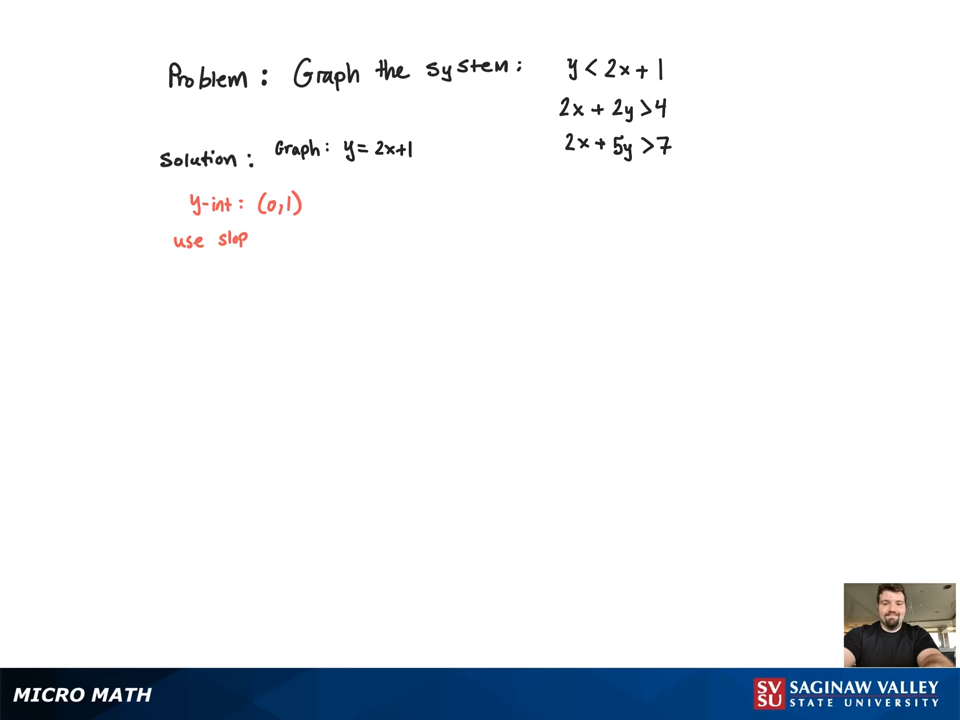 Problem: Graph the system: y < 2x + 1
2x + 2y > 4
2x + 5y > 7
Solution: Graph: y = 2x+1
y-int: (0,1)
use slop
MICRO MATH
SV SU SAGINAW VALLEY STATE UNIVERSITY